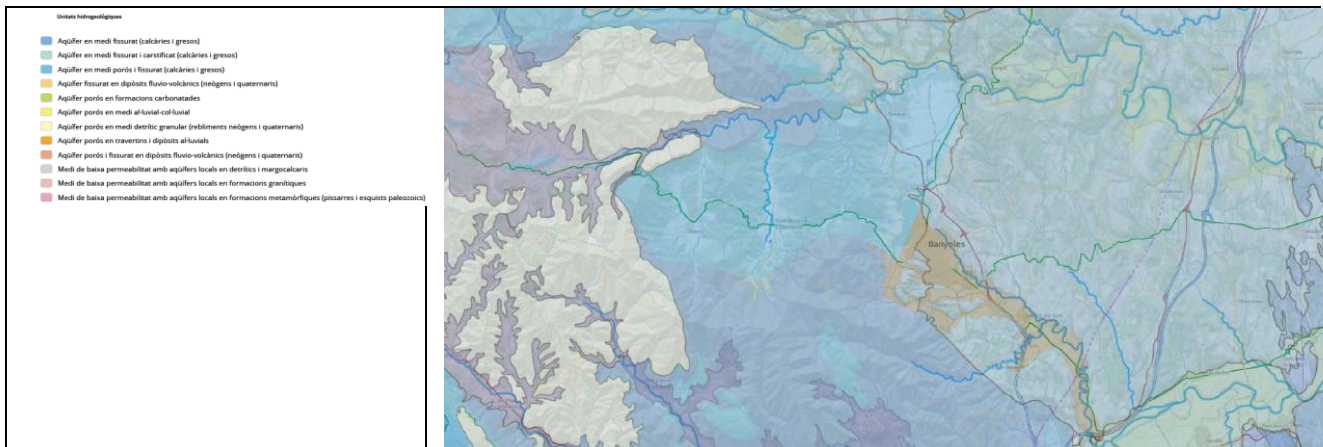 Unitats hidrogeològiques
Aqüífer en medi fissurat (calcàries i gresos)
Aqüífer en medi fissurat i carstificat (calcàries i gresos)
Aqüífer en medi porós i fissurat (calcàries i gresos)
Aqüífer fissurat en dipòsits fluvio-volcànics (neògens i quaternaris)
Aqüífer porós en formacions carbonatades
Aqüífer porós en medi al·luvial-col·luvial
Aqüífer porós en medi detrític granular (rebliments neògens i quaternaris)
Aqüífer porós en travertins i dipòsits al·luvials
Aqüífer porós i fissurat en dipòsits fluvio-volcànics (neògens i quaternaris)
Medi de baixa permeabilitat amb aqüífers locals en detrítics i margocalcaris
Medi de baixa permeabilitat amb aqüífers locals en formacions granítiques
Medi de baixa permeabilitat amb aqüífers locals en formacions metamòrfiques (pissarres i esquists paleozoics)
Banyoles